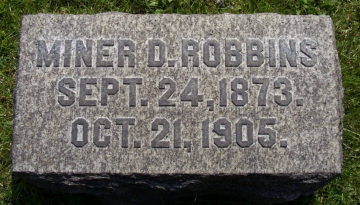 MINER D. ROBBINS
SEPT. 24, 1873.
OCT. 21, 1905.